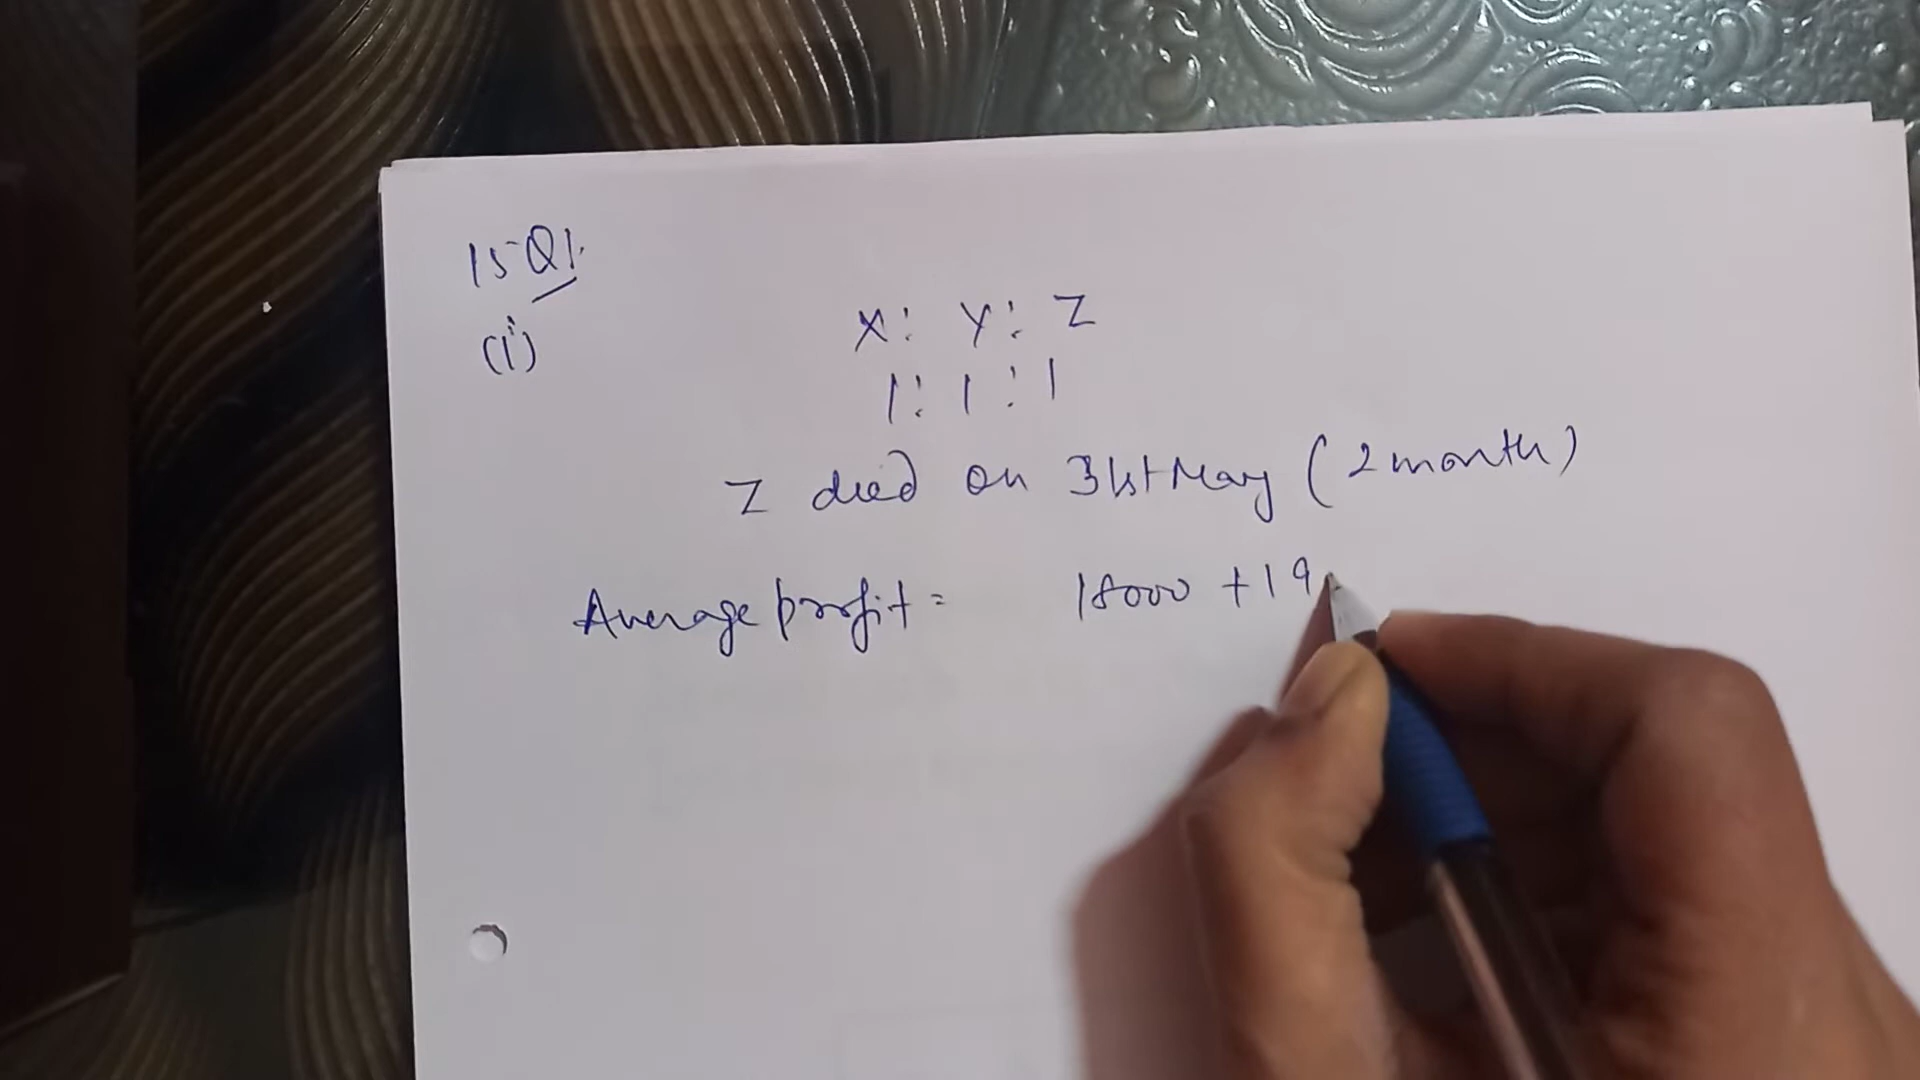 15 Q1.
(i)
X : Y : Z
1 : 1 : 1
Z died on 31st May (2 month)
Average profit = 18000 + 19